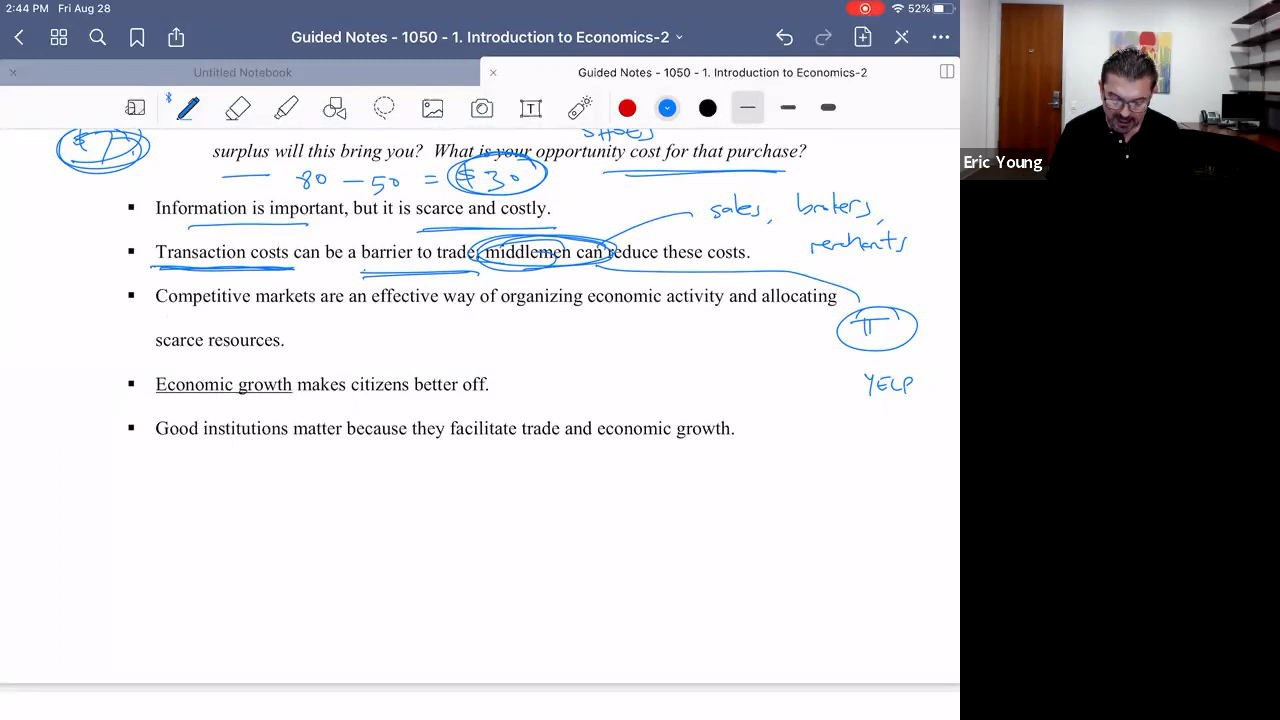 2:44 PM Fri Aug 28 52%
Guided Notes - 1050 - 1. Introduction to Economics-2
Untitled Notebook Guided Notes - 1050 - 1. Introduction to Economics-2
T
surplus will this bring you? What is your opportunity cost for that purchase?
80 - 50 = $30
▪ Information is important, but it is scarce and costly.
sales, brokers,
merchants
▪ Transaction costs can be a barrier to trade; middlemen can reduce these costs.
▪ Competitive markets are an effective way of organizing economic activity and allocating
scarce resources.
π
▪ Economic growth makes citizens better off.
YELP
▪ Good institutions matter because they facilitate trade and economic growth.
Eric Young